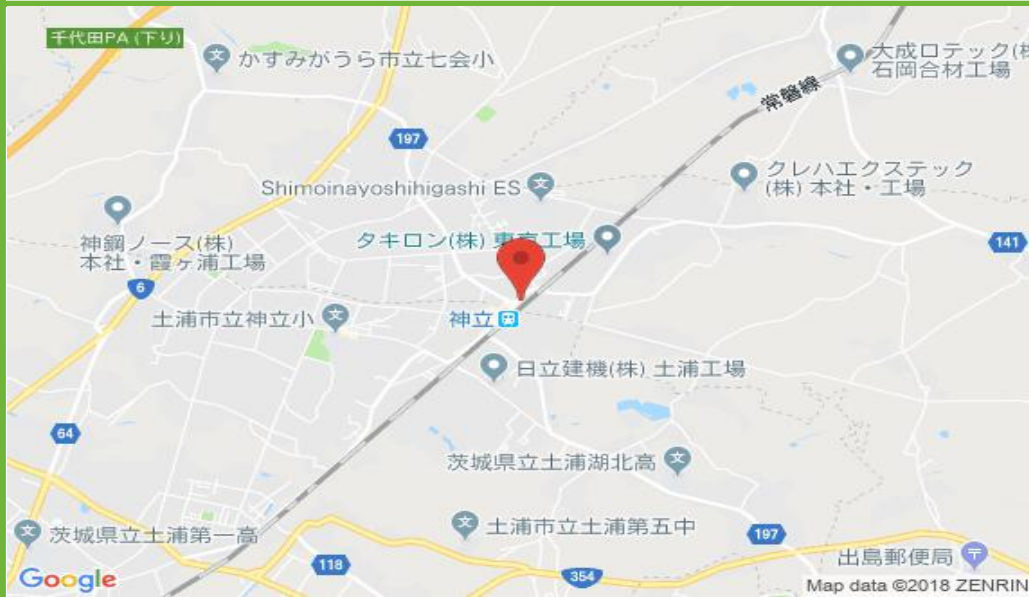 千代田PA (下り)
かすみがうら市立七会小
大成ロテック(株
石岡合材工場
常磐線
197
Shimoinayoshihigashi ES
クレハエクステック
(株) 本社・工場
神鋼ノース(株)
本社・霞ヶ浦工場
タキロン(株) 東京工場
141
6
土浦市立神立小
神立
日立建機(株) 土浦工場
64
茨城県立土浦湖北高
茨城県立土浦第一高
土浦市立土浦第五中
197
出島郵便局
118
354
Google
Map data ©2018 ZENRIN